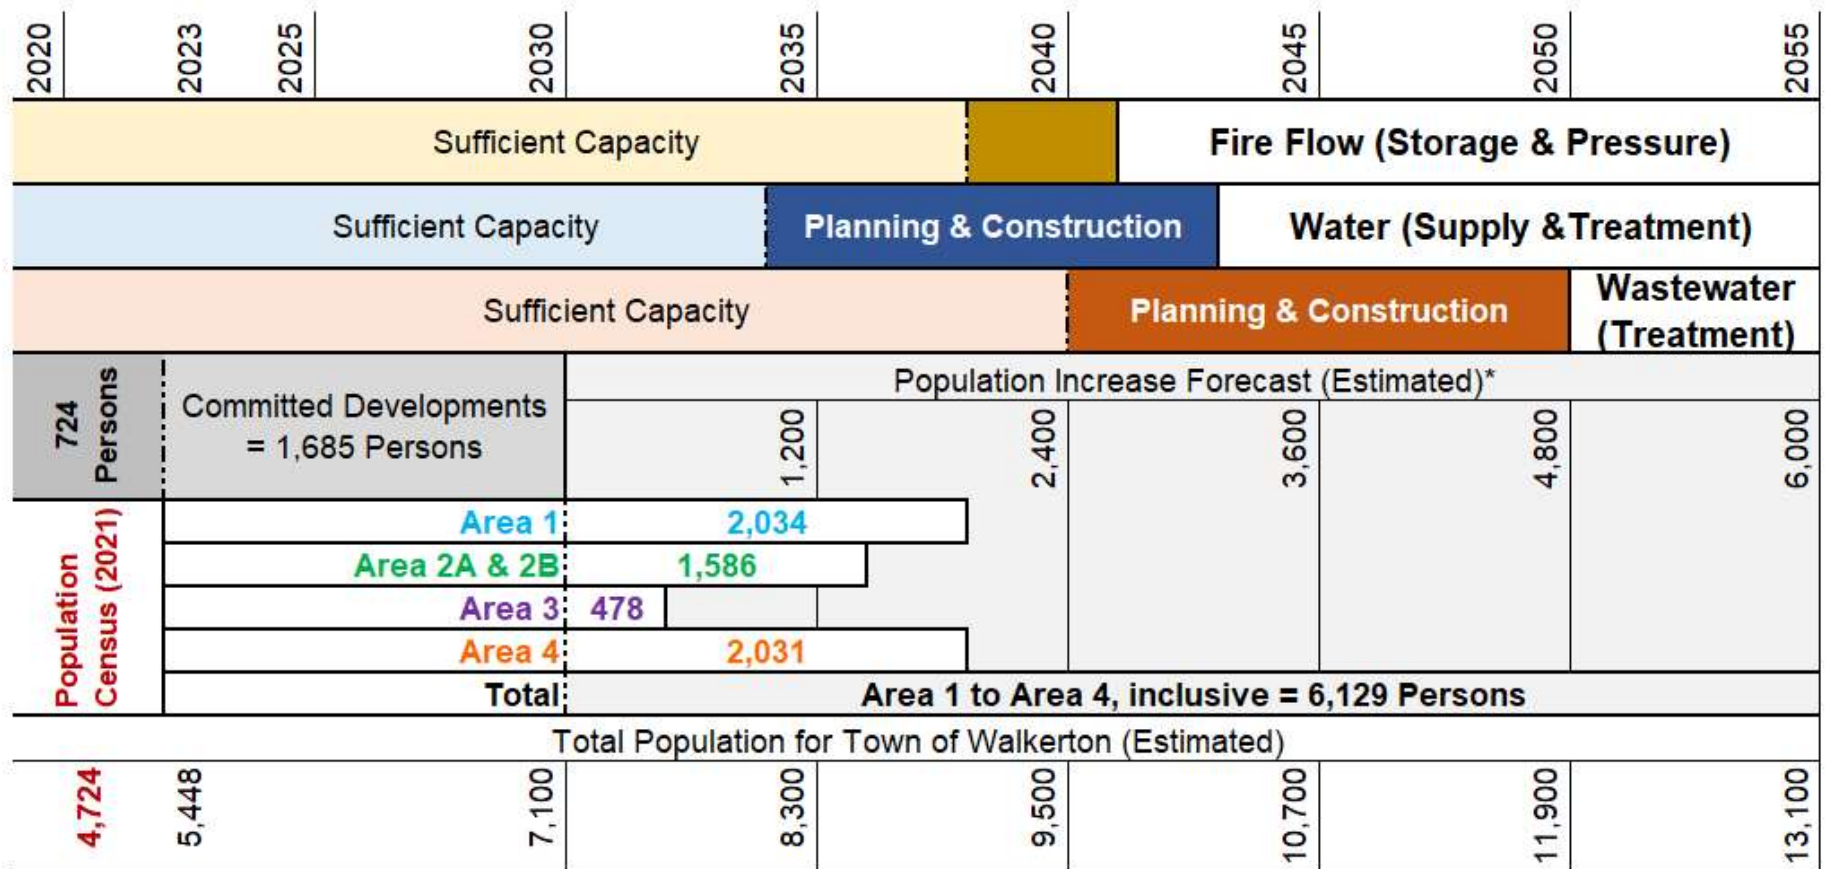 2020
2023
2025
2030
2035
2040
2045
2050
2055
Sufficient Capacity
Fire Flow (Storage & Pressure)
Sufficient Capacity
Planning & Construction
Water (Supply &Treatment)
Sufficient Capacity
Planning & Construction
Wastewater
(Treatment)
724
Persons
Committed Developments
= 1,685 Persons
Population Increase Forecast (Estimated)*
1,200
2,400
3,600
4,800
6,000
Population
Census (2021)
Area 1
2,034
Area 2A & 2B
1,586
Area 3
478
Area 4
2,031
Total
Area 1 to Area 4, inclusive = 6,129 Persons
Total Population for Town of Walkerton (Estimated)
4,724
5,448
7,100
8,300
9,500
10,700
11,900
13,100